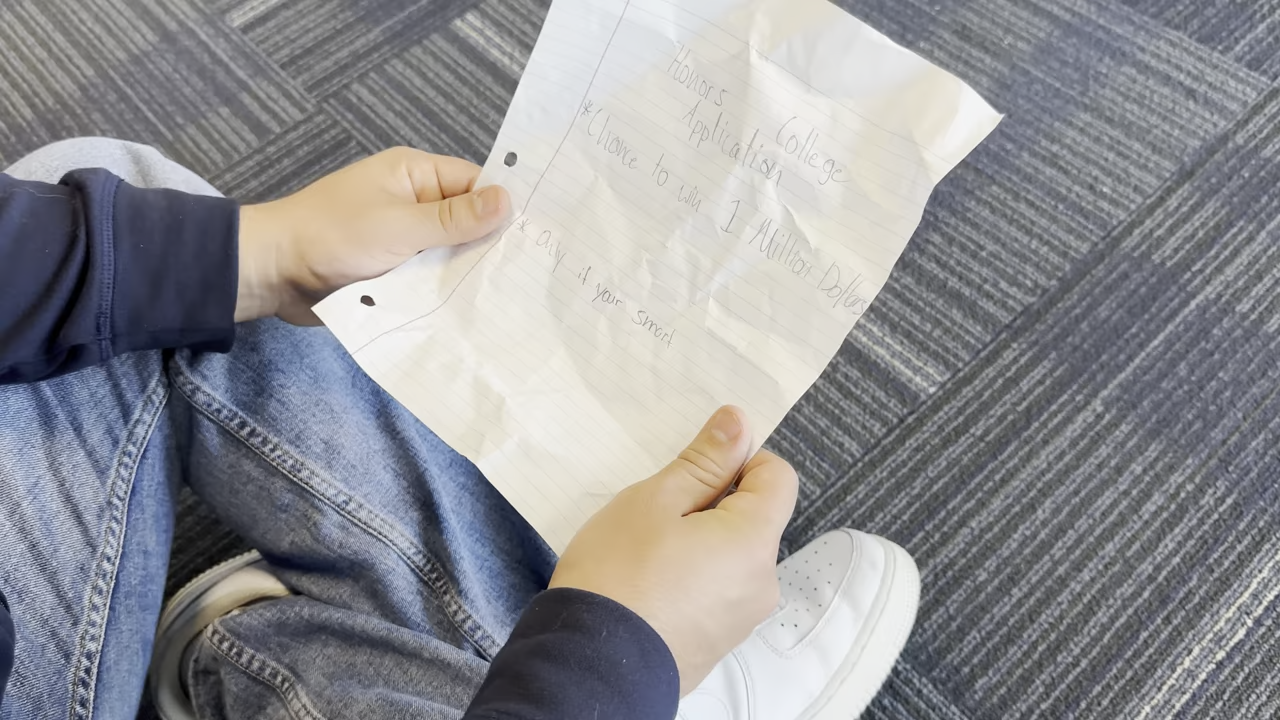 Honors College
Application
*Chance to win 1 Million Dollars
* only if your smart